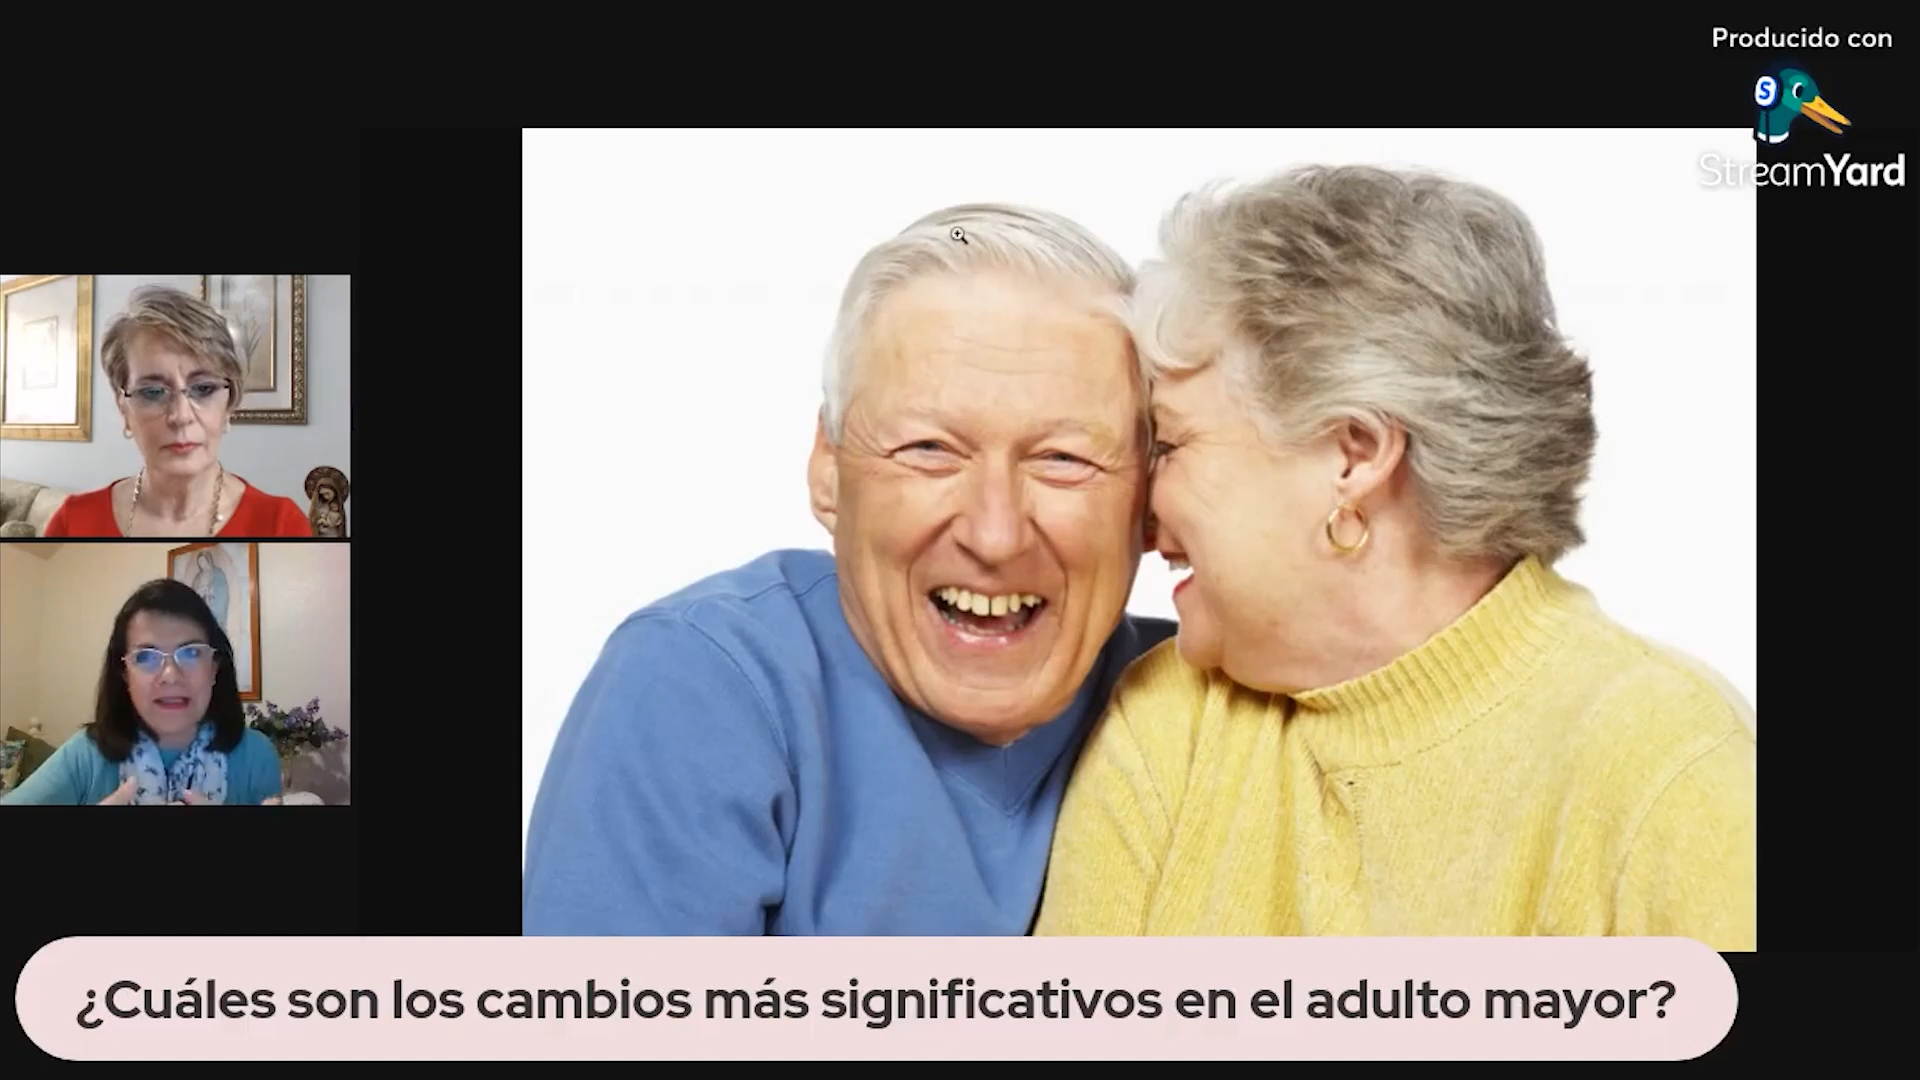 Producido con
S
StreamYard
¿Cuáles son los cambios más significativos en el adulto mayor?